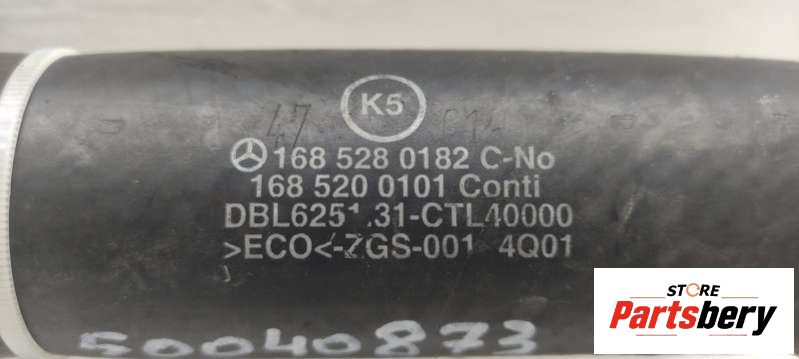 K5
168 528 0182 C-No
168 520 0101 Conti
DBL6251.31-CTL40000
>ECO<-ZGS-001 4Q01
50040873
STORE
Partsbery